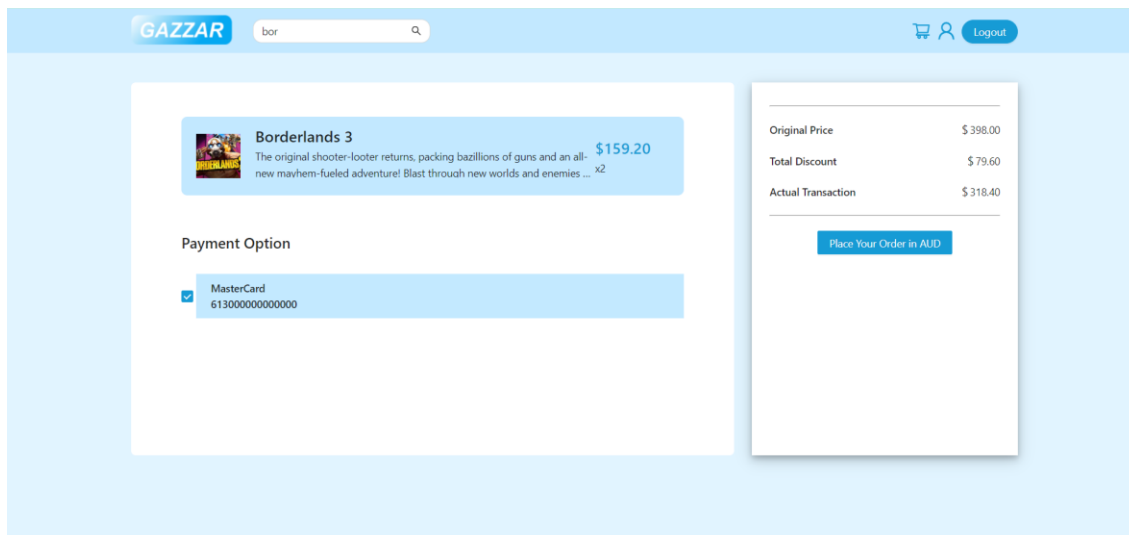 GAZZAR
bor
Logout
Borderlands 3
The original shooter-looter returns, packing bazillions of guns and an all-
new mayhem-fueled adventure! Blast through new worlds and enemies ...
$159.20
x2
Payment Option
MasterCard
613000000000000
Original Price $ 398.00
Total Discount $ 79.60
Actual Transaction $ 318.40
Place Your Order in AUD